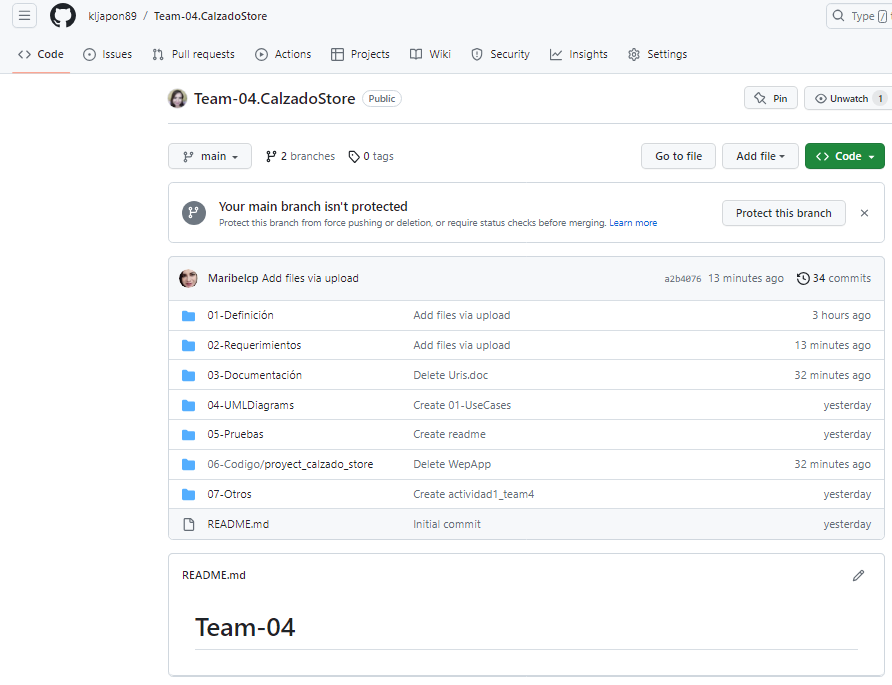 kljapon89 / Team-04.CalzadoStore
Type / t
Code Issues Pull requests Actions Projects Wiki Security Insights Settings
Team-04.CalzadoStore Public Pin Unwatch 1
main 2 branches 0 tags Go to file Add file Code
Your main branch isn't protected
Protect this branch from force pushing or deletion, or require status checks before merging. Learn more
Protect this branch
Maribelcp Add files via upload a2b4076 13 minutes ago 34 commits
01-Definición Add files via upload 3 hours ago
02-Requerimientos Add files via upload 13 minutes ago
03-Documentación Delete Uris.doc 32 minutes ago
04-UMLDiagrams Create 01-UseCases yesterday
05-Pruebas Create readme yesterday
06-Codigo/proyect_calzado_store Delete WepApp 32 minutes ago
07-Otros Create actividad1_team4 yesterday
README.md Initial commit yesterday
README.md
Team-04